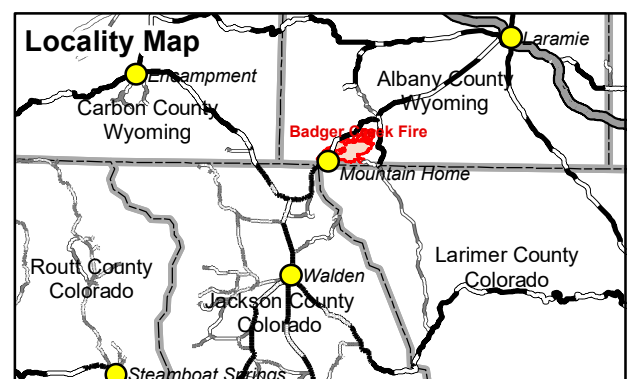 Locality Map
Laramie
Encampment
Albany County
Wyoming
Carbon County
Wyoming
Badger Creek Fire
Mountain Home
Larimer County
Colorado
Routt County
Colorado
Walden
Jackson County
Colorado
Steamboat Springs